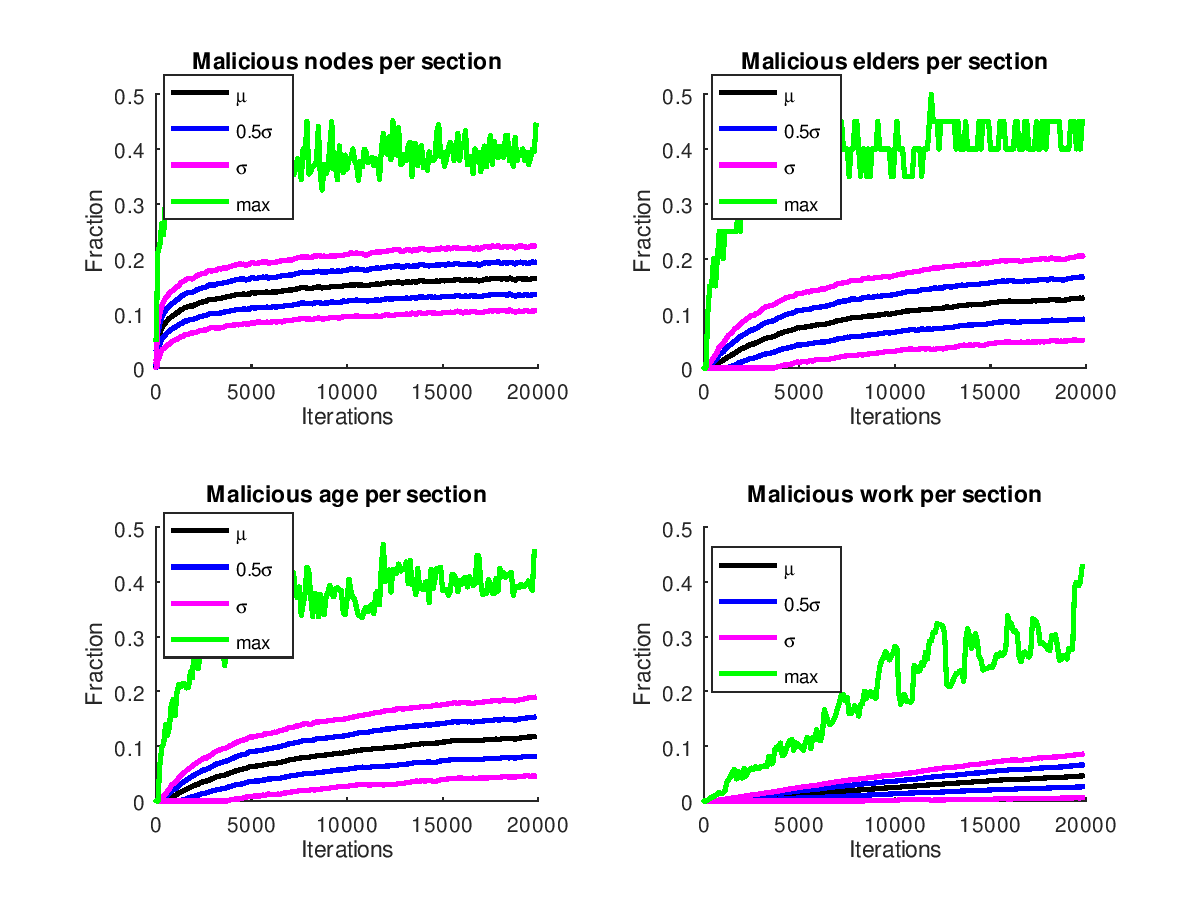 Malicious nodes per section
μ
0.5σ
σ
max
0.5
0.4
0.3
0.2
0.1
0
Fraction
0 5000 10000 15000 20000
Iterations
Malicious elders per section
μ
0.5σ
σ
max
0.5
0.4
0.3
0.2
0.1
0
Fraction
0 5000 10000 15000 20000
Iterations
Malicious age per section
μ
0.5σ
σ
max
0.5
0.4
0.3
0.2
0.1
0
Fraction
0 5000 10000 15000 20000
Iterations
Malicious work per section
μ
0.5σ
σ
max
0.5
0.4
0.3
0.2
0.1
0
Fraction
0 5000 10000 15000 20000
Iterations